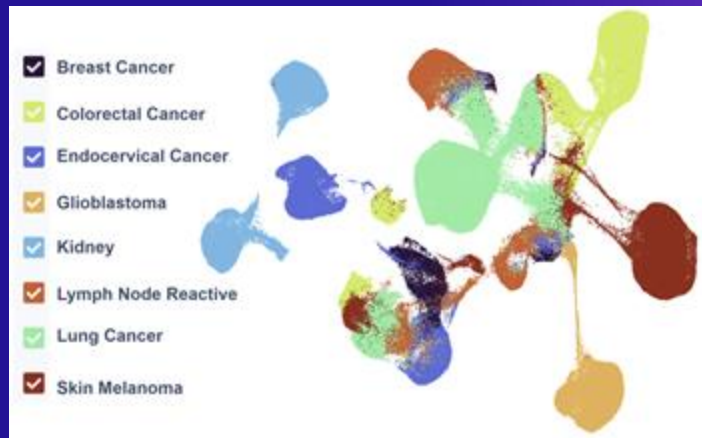 Breast Cancer
Colorectal Cancer
Endocervical Cancer
Glioblastoma
Kidney
Lymph Node Reactive
Lung Cancer
Skin Melanoma